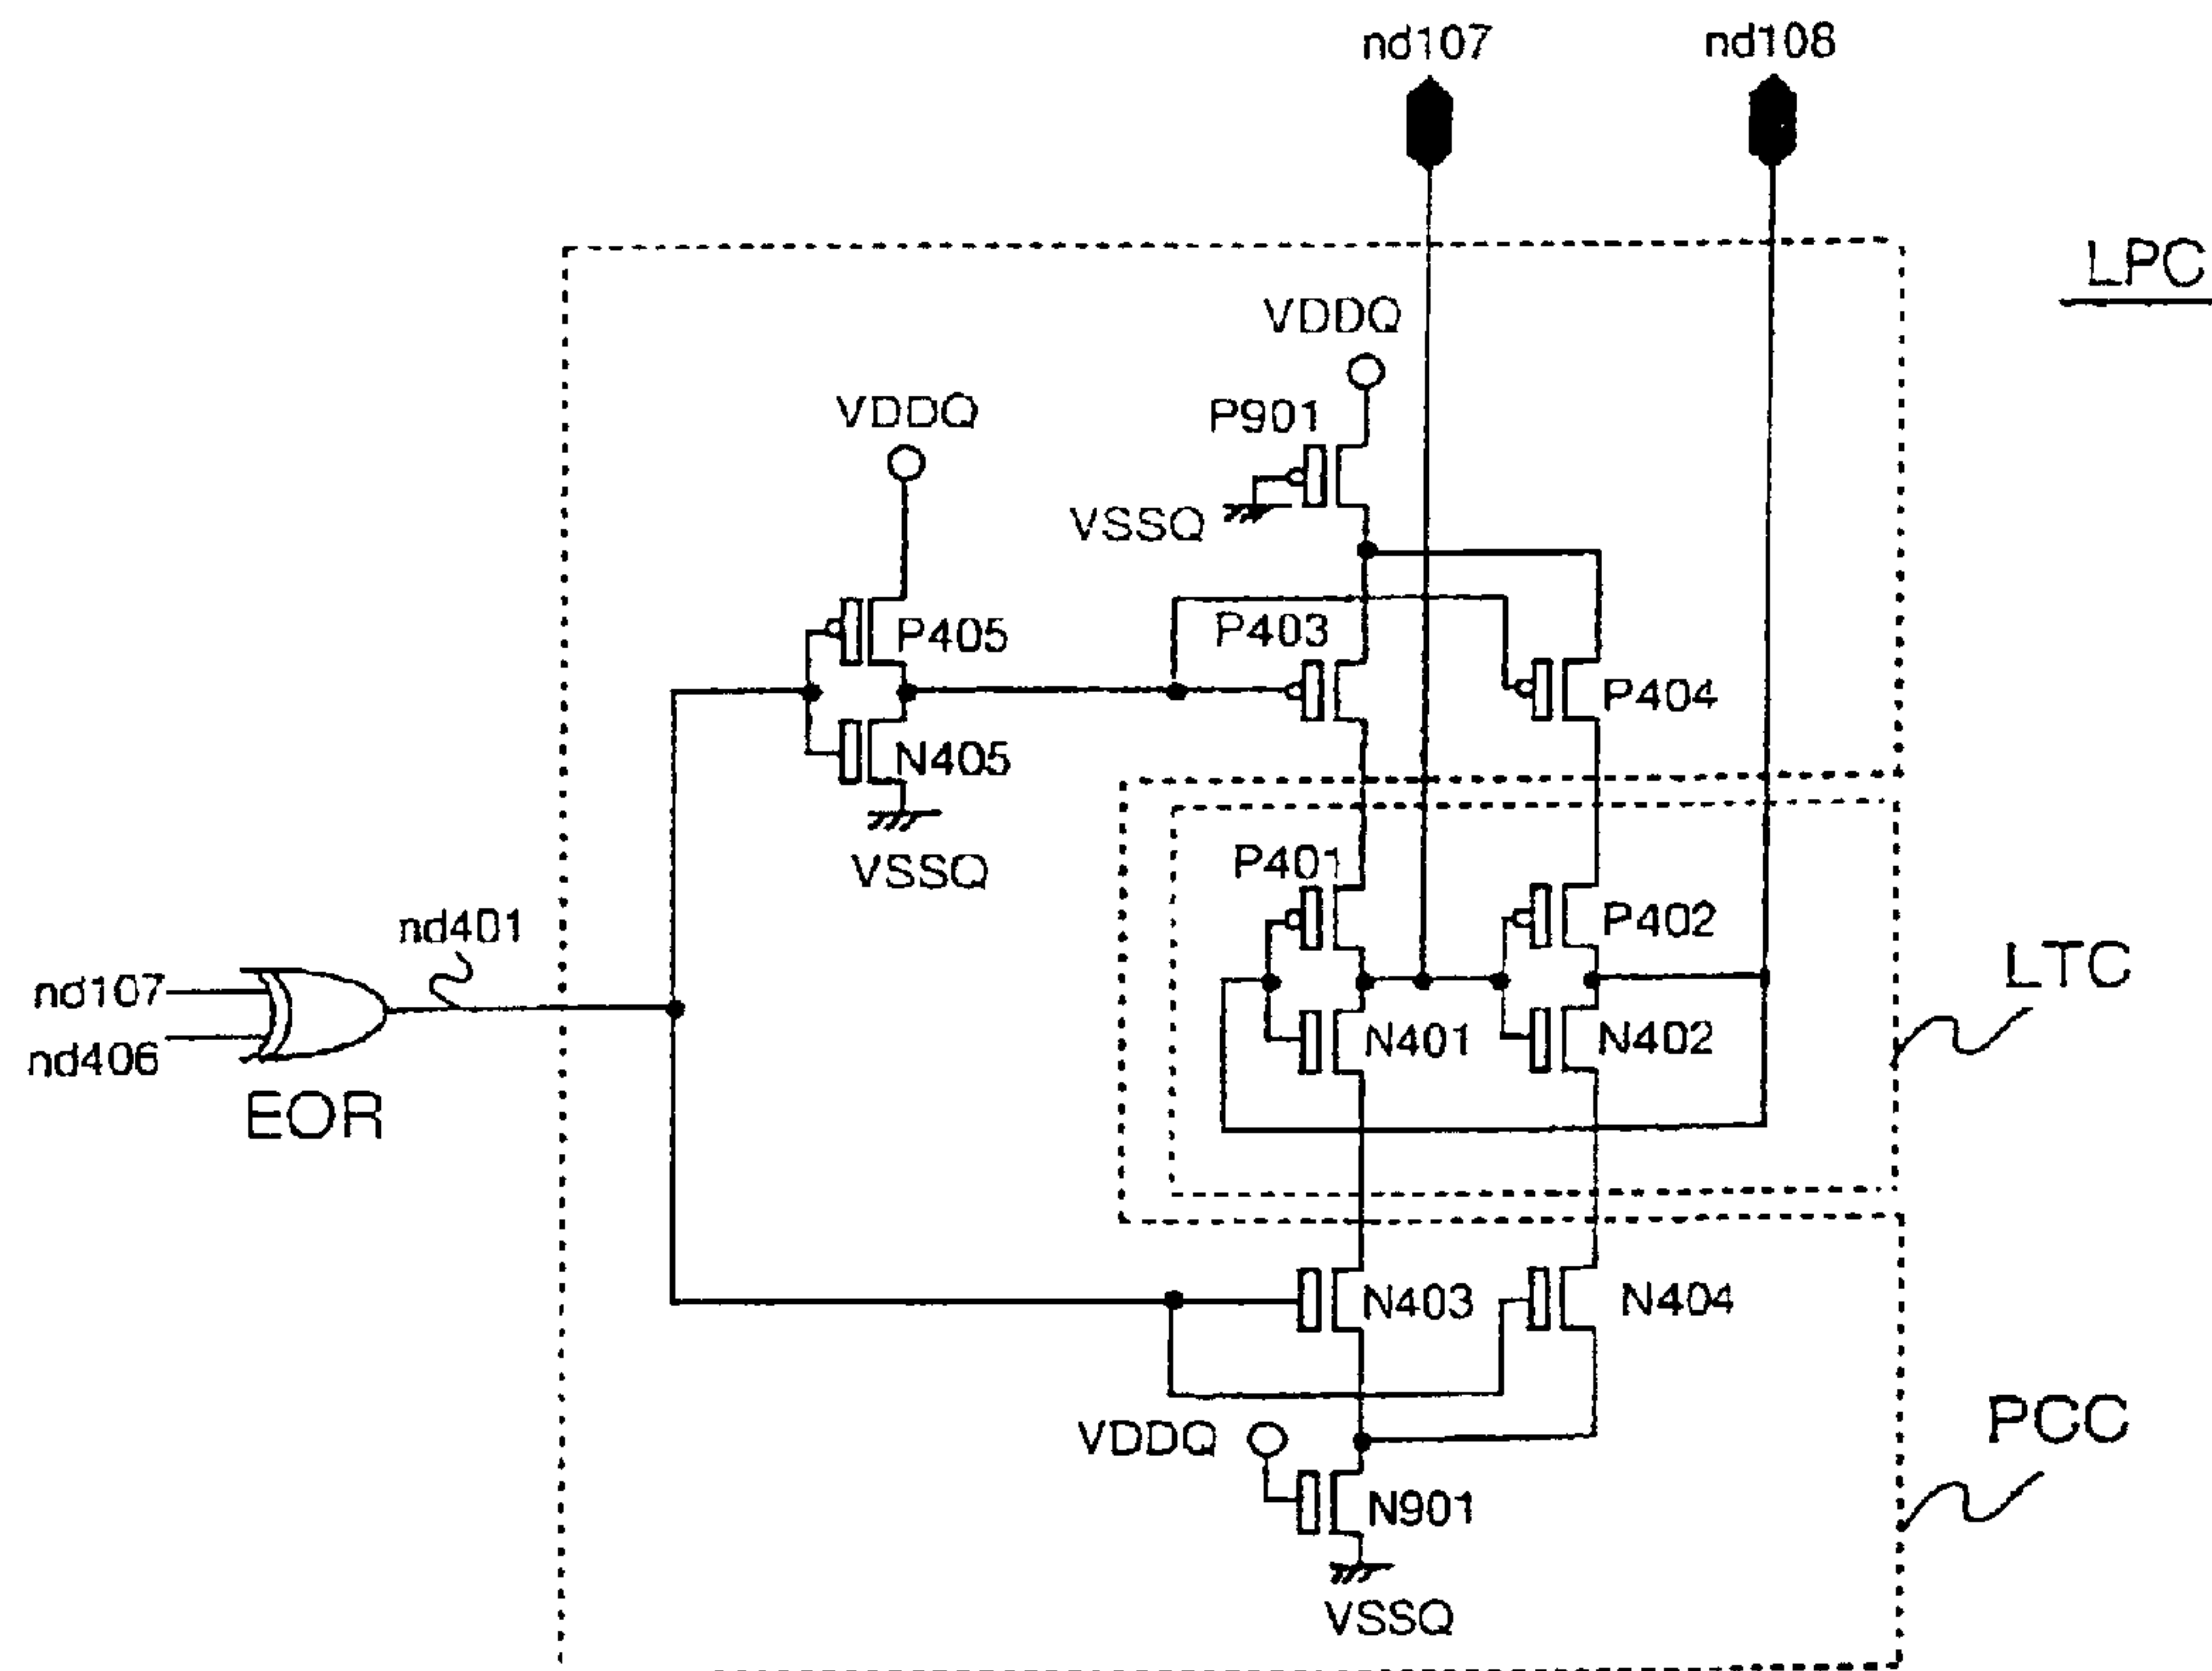 nd107
nd108
LPC
VDDQ
VDDQ
P901
VSSQ
P405
P403
P404
N405
VSSQ
P401
P402
LTC
nd401
nd107
nd406
EOR
N401
N402
N403
N404
PCC
VDDQ
N901
VSSQ